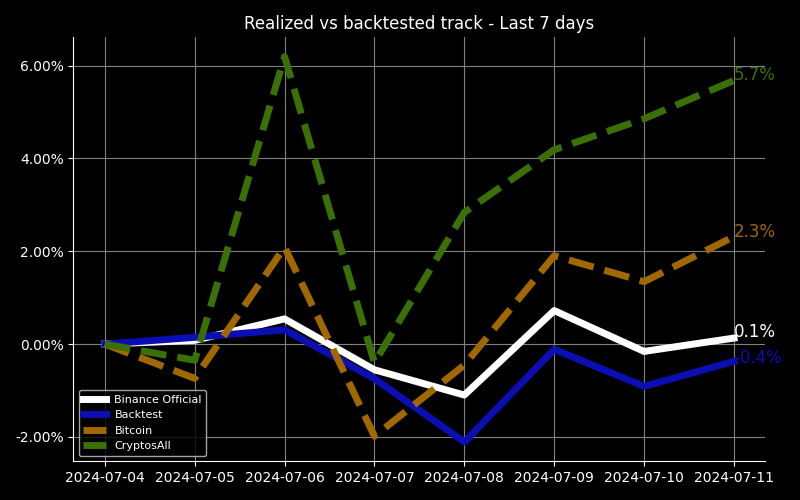 Realized vs backtested track - Last 7 days
6.00%
4.00%
2.00%
0.00%
-2.00%
5.7%
2.3%
0.1%
-0.4%
Binance Official
Backtest
Bitcoin
CryptosAll
2024-07-04 2024-07-05 2024-07-06 2024-07-07 2024-07-08 2024-07-09 2024-07-10 2024-07-11